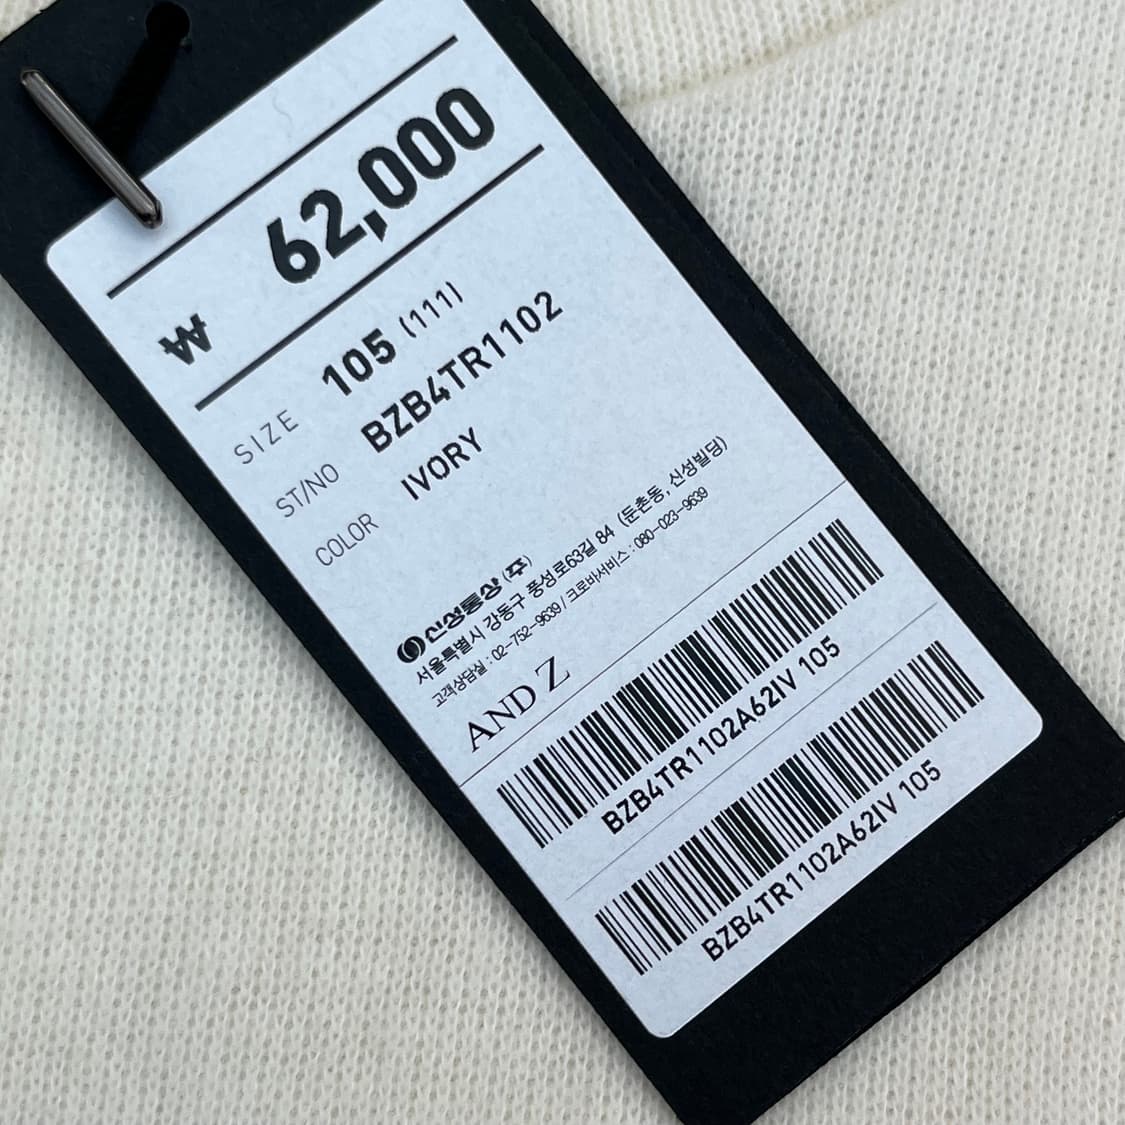 ₩ 62,000
SIZE 105 (111)
ST/NO BZB4TR1102
COLOR IVORY
신성통상(주)
서울특별시 강동구 풍성로63길 84 (둔촌동, 신성빌딩)
고객상담실 : 02-752-9639 / 크로바서비스 : 080-023-9639
AND Z
BZB4TR1102A62IV 105
BZB4TR1102A62IV 105